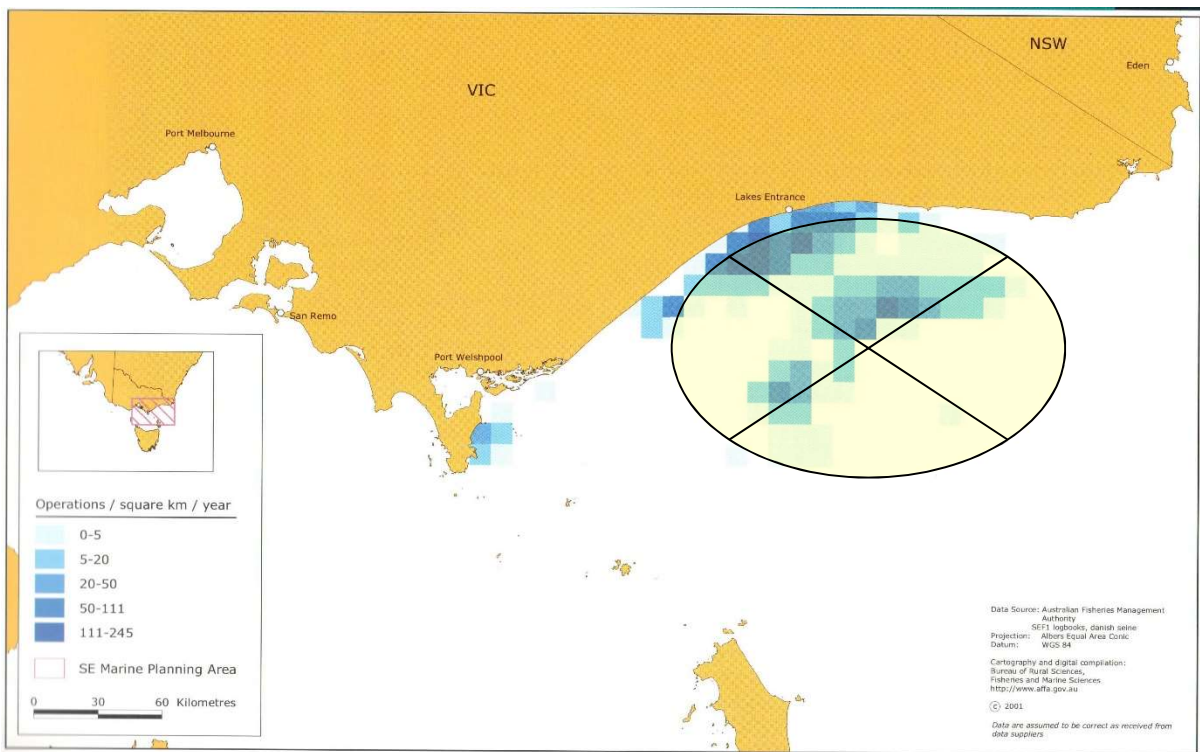 NSW
Eden
VIC
Port Melbourne
Lakes Entrance
San Remo
Port Welshpool
Operations / square km / year
0-5
5-20
20-50
50-111
111-245
SE Marine Planning Area
0 30 60 Kilometres
Data Source: Australian Fisheries Management
Authority
SEF1 logbooks, danish seine
Projection: Albers Equal Area Conic
Datum: WGS 84
Cartography and digital compilation:
Bureau of Rural Sciences,
Fisheries and Marine Sciences
http://www.affa.gov.au
© 2001
Data are assumed to be correct as received from
data suppliers